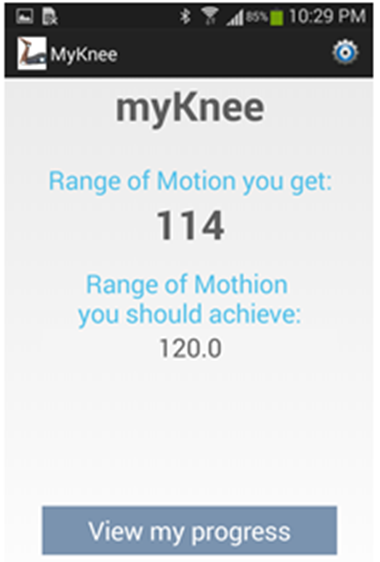 85% 10:29 PM
MyKnee
myKnee
Range of Motion you get:
114
Range of Mothion
you should achieve:
120.0
View my progress